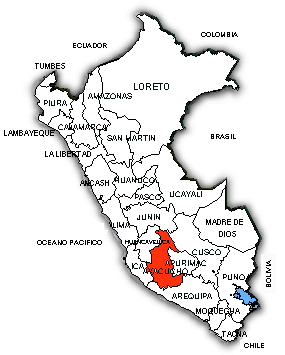 COLOMBIA
ECUADOR
TUMBES
LORETO
AMAZONAS
PIURA
LAMBAYEQUE
CAJAMARCA
SAN MARTIN
BRASIL
LA LIBERTAD
ANCASH
HUANUCO
UCAYALI
PASCO
JUNIN
LIMA
MADRE DE
DIOS
OCEANO PACIFICO
HUANCAVELICA
CUSCO
ICA
APURIMAC
AYACUCHO
PUNO
BOLIVIA
AREQUIPA
MOQUEGUA
TACNA
CHILE